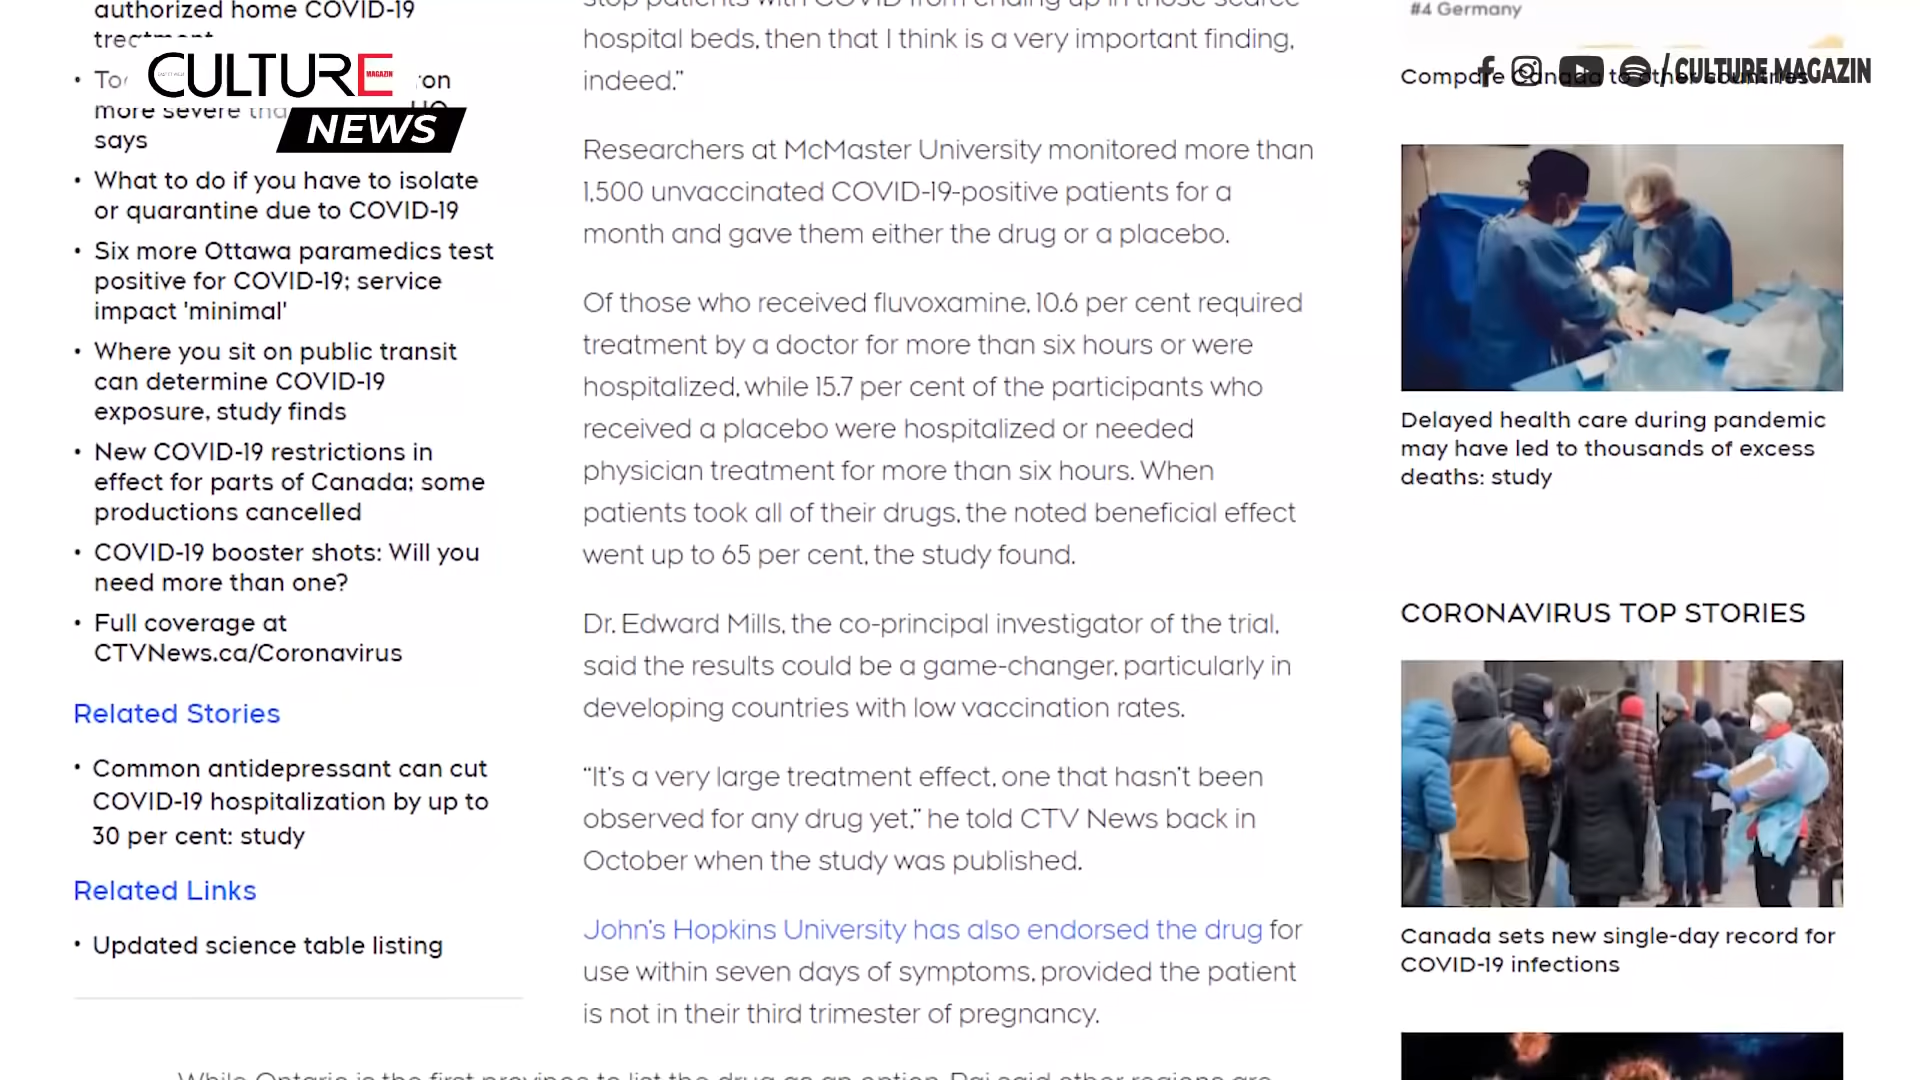 authorized home COVID-19
treatment
CULTURE
MAGAZIN
NEWS
more severe
says
• What to do if you have to isolate
or quarantine due to COVID-19
• Six more Ottawa paramedics test
positive for COVID-19; service
impact 'minimal'
• Where you sit on public transit
can determine COVID-19
exposure, study finds
• New COVID-19 restrictions in
effect for parts of Canada; some
productions cancelled
• COVID-19 booster shots: Will you
need more than one?
• Full coverage at
CTVNews.ca/Coronavirus
Related Stories
• Common antidepressant can cut
COVID-19 hospitalization by up to
30 per cent: study
Related Links
• Updated science table listing
stop patients with COVID from ending up in those scarce
hospital beds, then that I think is a very important finding,
indeed.”
Researchers at McMaster University monitored more than
1,500 unvaccinated COVID-19-positive patients for a
month and gave them either the drug or a placebo.
Of those who received fluvoxamine, 10.6 per cent required
treatment by a doctor for more than six hours or were
hospitalized, while 15.7 per cent of the participants who
received a placebo were hospitalized or needed
physician treatment for more than six hours. When
patients took all of their drugs, the noted beneficial effect
went up to 65 per cent, the study found.
Dr. Edward Mills, the co-principal investigator of the trial,
said the results could be a game-changer, particularly in
developing countries with low vaccination rates.
“It’s a very large treatment effect, one that hasn’t been
observed for any drug yet,” he told CTV News back in
October when the study was published.
John’s Hopkins University has also endorsed the drug for
use within seven days of symptoms, provided the patient
is not in their third trimester of pregnancy.
While Ontario is the first province to list the drug as an option, Rai said other regions are
#4 Germany
Compare Canada to other countries
/ CULTURE MAGAZIN
Delayed health care during pandemic
may have led to thousands of excess
deaths: study
CORONAVIRUS TOP STORIES
Canada sets new single-day record for
COVID-19 infections